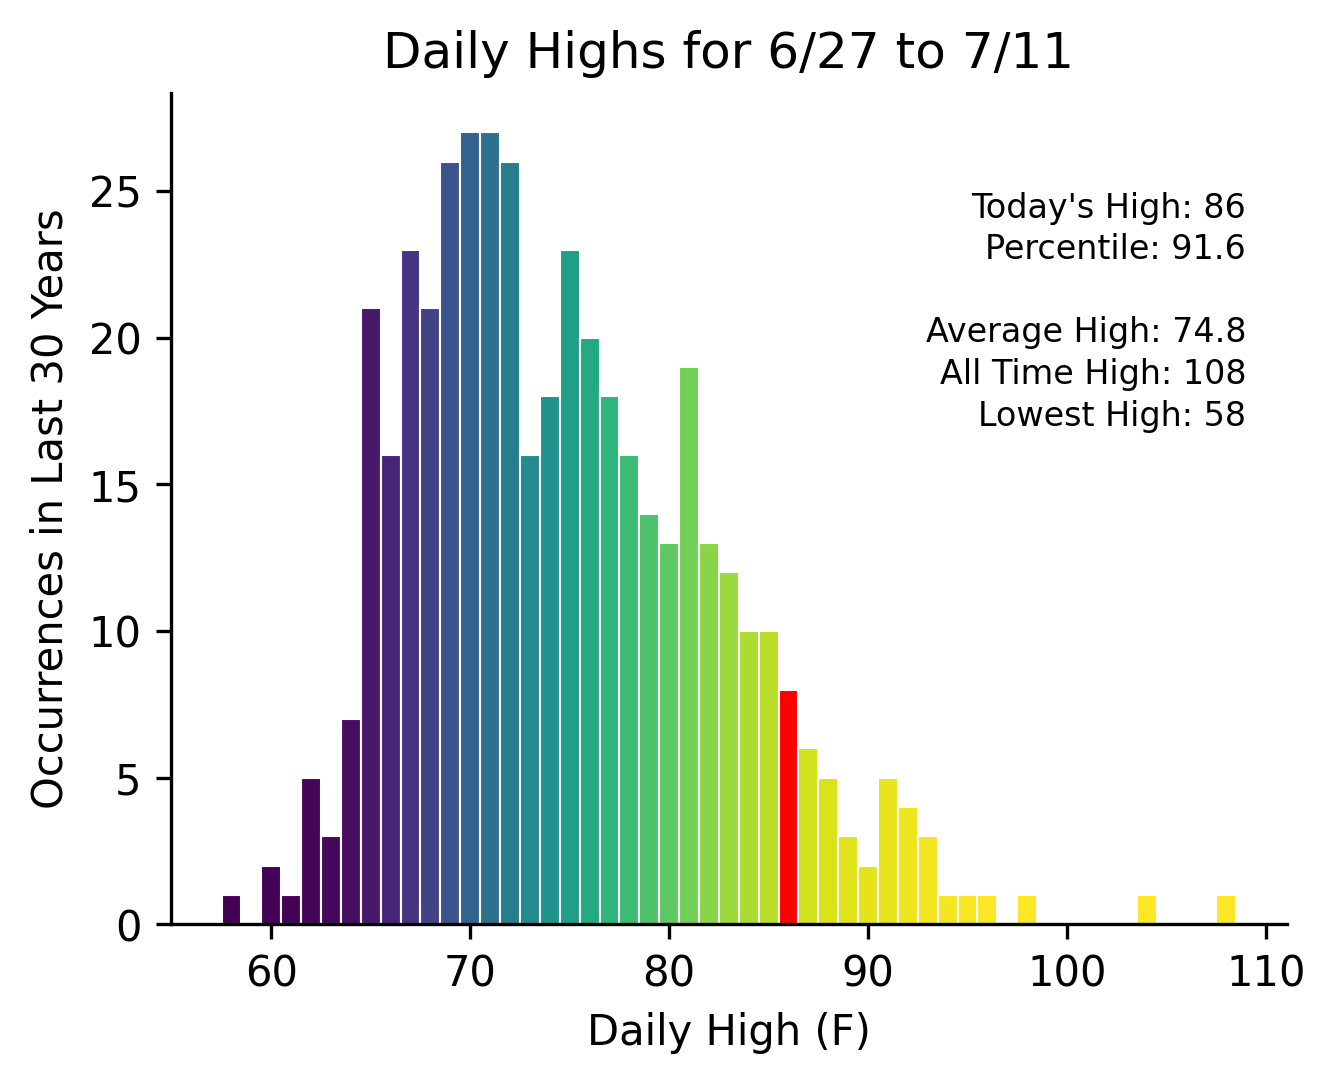 Daily Highs for 6/27 to 7/11
Occurrences in Last 30 Years
25
20
15
10
5
0
Today's High: 86
Percentile: 91.6
Average High: 74.8
All Time High: 108
Lowest High: 58
60 70 80 90 100 110
Daily High (F)